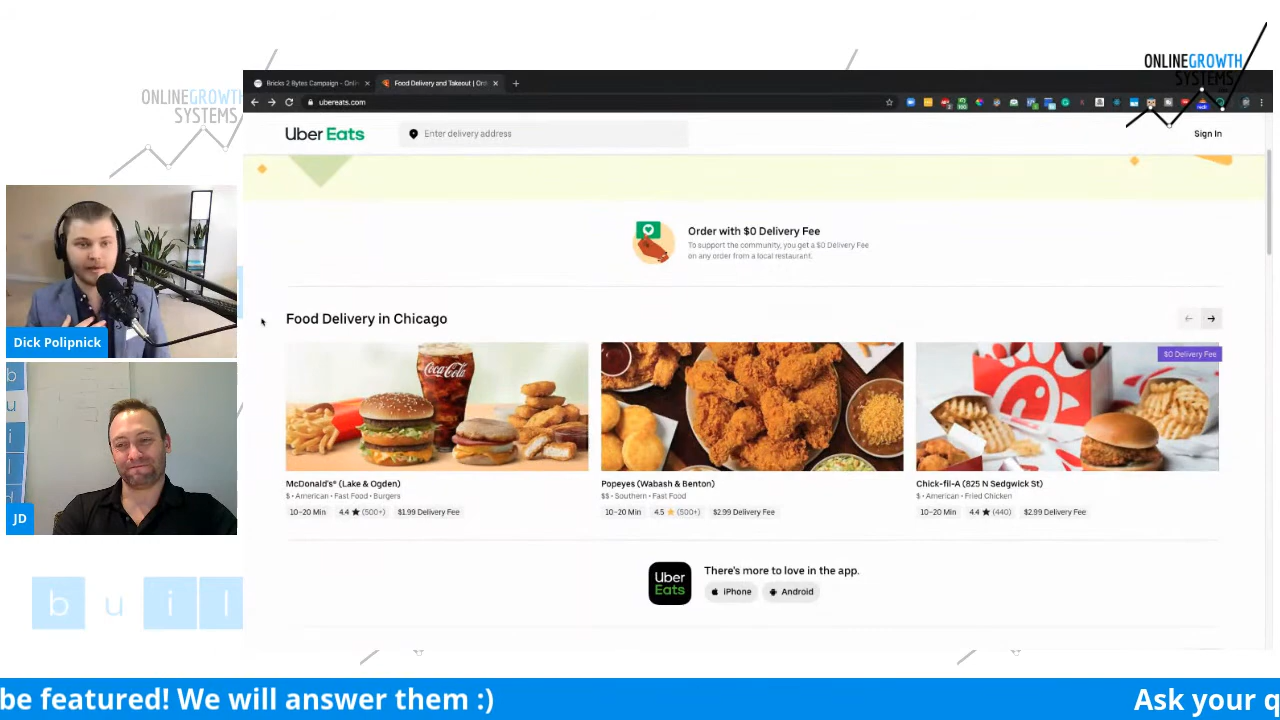 ONLINEGROWTH
SYSTEMS
ONLINEGROWTH
SYSTEMS
Bricks 2 Bytes Campaign - Onli
Food Delivery and Takeout | Or
ubereats.com
Uber Eats
Enter delivery address
Sign In
Order with $0 Delivery Fee
To support the community, you get a $0 Delivery Fee
on any order from a local restaurant.
Food Delivery in Chicago
Coca-Cola
$0 Delivery Fee
McDonald's® (Lake & Ogden)
$ • American • Fast Food • Burgers
10–20 Min 4.4 ★ (500+) $1.99 Delivery Fee
Popeyes (Wabash & Benton)
$$ • Southern • Fast Food
10–20 Min 4.5 ★ (500+) $2.99 Delivery Fee
Chick-fil-A (825 N Sedgwick St)
$ • American • Fried Chicken
10–20 Min 4.4 ★ (440) $2.99 Delivery Fee
Uber
Eats
There's more to love in the app.
iPhone
Android
Dick Polipnick
b
u
i
l
d
JD
b u i l
be featured! We will answer them :)
Ask your q